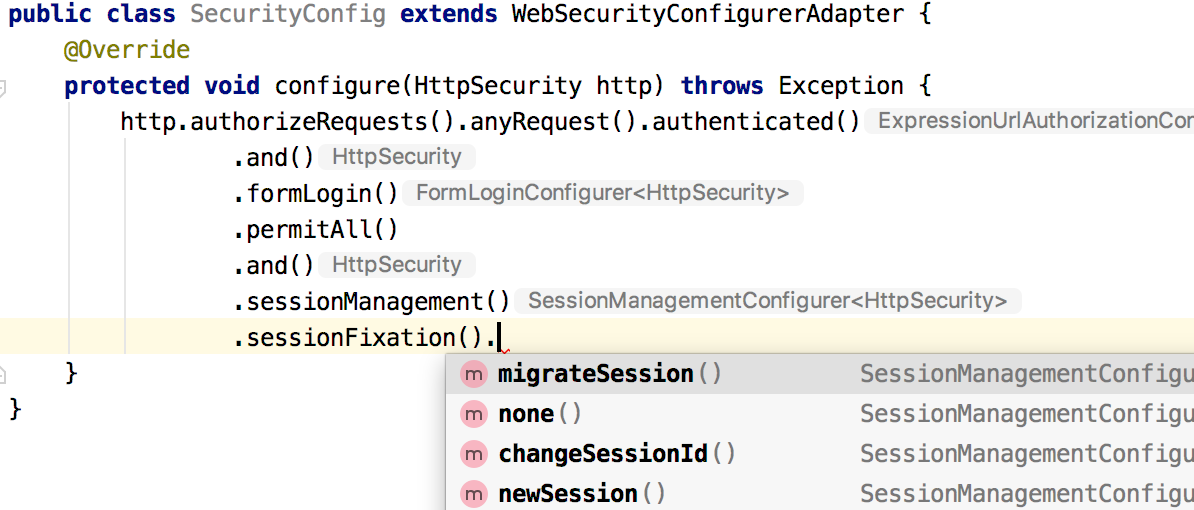 public class SecurityConfig extends WebSecurityConfigurerAdapter {
@Override
protected void configure(HttpSecurity http) throws Exception {
http.authorizeRequests().anyRequest().authenticated() ExpressionUrlAuthorizationCor
.and() HttpSecurity
.formLogin() FormLoginConfigurer<HttpSecurity>
.permitAll()
.and() HttpSecurity
.sessionManagement() SessionManagementConfigurer<HttpSecurity>
.sessionFixation().
m migrateSession() SessionManagementConfigu
}
m none() SessionManagementConfigu
}
m changeSessionId() SessionManagementConfigu
m newSession() SessionManagementConfigu